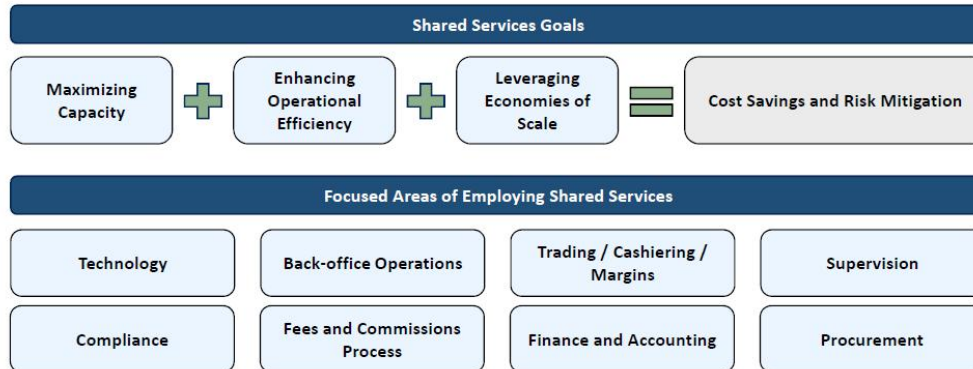 Shared Services Goals
Maximizing
Capacity
Enhancing
Operational
Efficiency
Leveraging
Economies of
Scale
Cost Savings and Risk Mitigation
Focused Areas of Employing Shared Services
Technology
Back-office Operations
Trading / Cashiering /
Margins
Supervision
Compliance
Fees and Commissions
Process
Finance and Accounting
Procurement